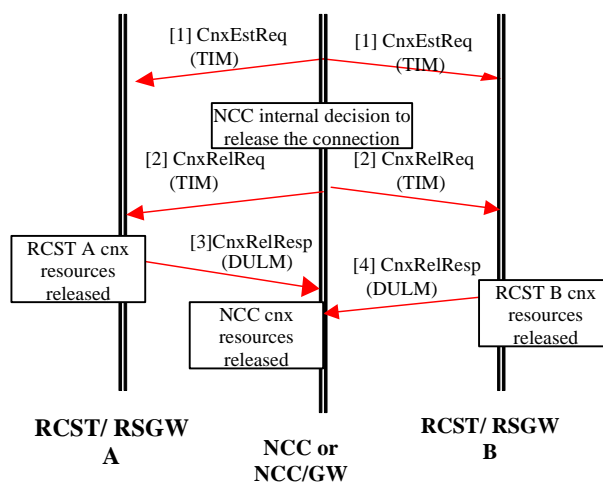 [1] CnxEstReq
(TIM)
[1] CnxEstReq
(TIM)
NCC internal decision to
release the connection
[2] CnxRelReq
(TIM)
[2] CnxRelReq
(TIM)
RCST A cnx
resources
released
[3]CnxRelResp
(DULM)
[4] CnxRelResp
(DULM)
RCST B cnx
resources
released
NCC cnx
resources
released
RCST/ RSGW
A
NCC or
NCC/GW
RCST/ RSGW
B